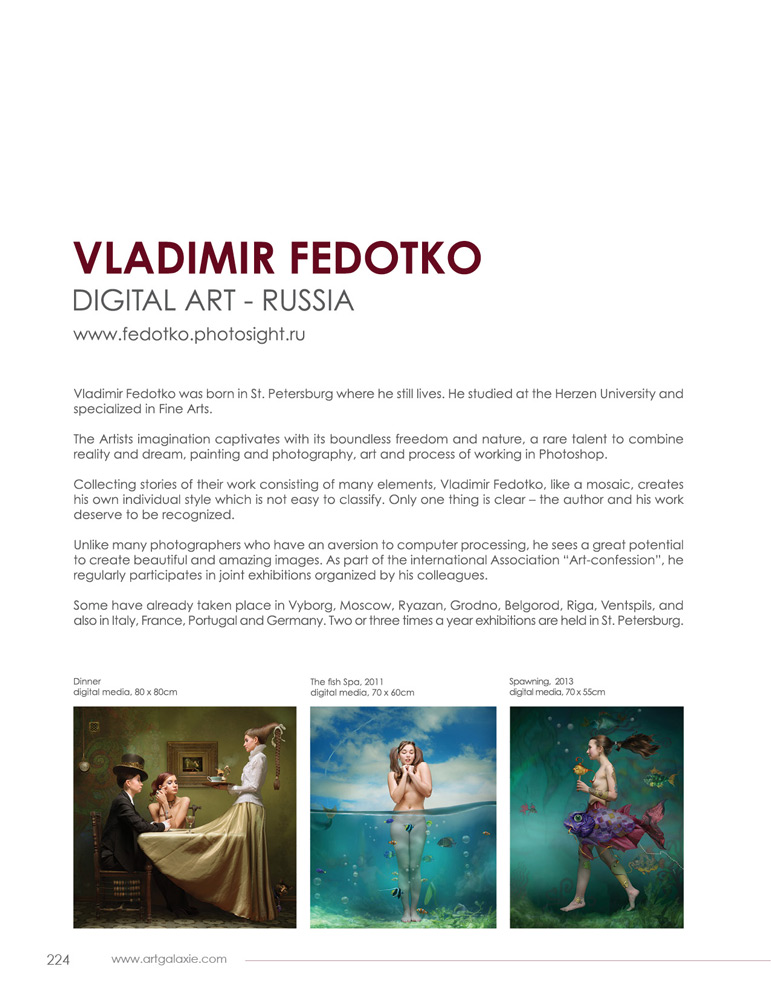 VLADIMIR FEDOTKO
DIGITAL ART - RUSSIA
www.fedotko.photosight.ru
Vladimir Fedotko was born in St. Petersburg where he still lives. He studied at the Herzen University and
specialized in Fine Arts.
The Artists imagination captivates with its boundless freedom and nature, a rare talent to combine
reality and dream, painting and photography, art and process of working in Photoshop.
Collecting stories of their work consisting of many elements, Vladimir Fedotko, like a mosaic, creates
his own individual style which is not easy to classify. Only one thing is clear – the author and his work
deserve to be recognized.
Unlike many photographers who have an aversion to computer processing, he sees a great potential
to create beautiful and amazing images. As part of the international Association “Art-confession”, he
regularly participates in joint exhibitions organized by his colleagues.
Some have already taken place in Vyborg, Moscow, Ryazan, Grodno, Belgorod, Riga, Ventspils, and
also in Italy, France, Portugal and Germany. Two or three times a year exhibitions are held in St. Petersburg.
Dinner
digital media, 80 x 80cm
The fish Spa, 2011
digital media, 70 x 60cm
Spawning, 2013
digital media, 70 x 55cm
224
www.artgalaxie.com